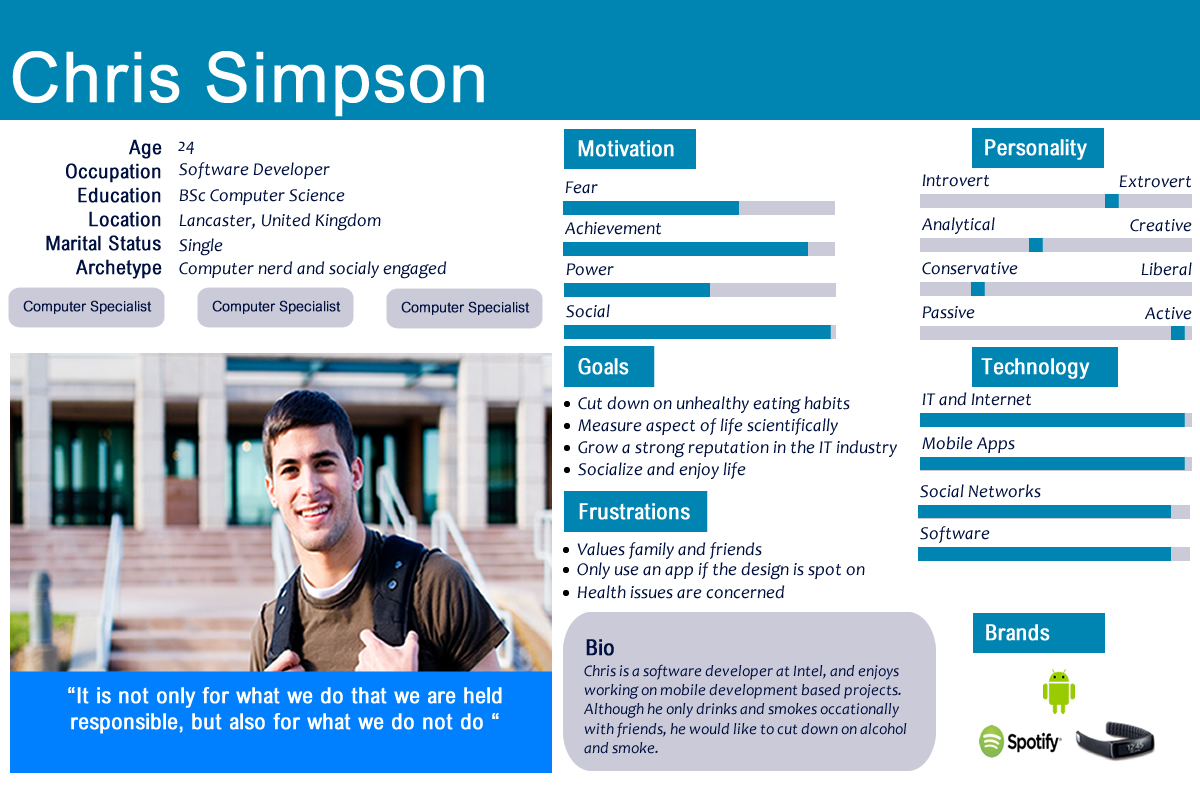 Chris Simpson
Age 24
Occupation Software Developer
Education BSc Computer Science
Location Lancaster, United Kingdom
Marital Status Single
Archetype Computer nerd and socialy engaged
Computer Specialist Computer Specialist Computer Specialist
“It is not only for what we do that we are held
responsible, but also for what we do not do “
Motivation
Fear
Achievement
Power
Social
Goals
• Cut down on unhealthy eating habits
• Measure aspect of life scientifically
• Grow a strong reputation in the IT industry
• Socialize and enjoy life
Frustrations
• Values family and friends
• Only use an app if the design is spot on
• Health issues are concerned
Bio
Chris is a software developer at Intel, and enjoys
working on mobile development based projects.
Although he only drinks and smokes occationally
with friends, he would like to cut down on alcohol
and smoke.
Personality
Introvert Extrovert
Analytical Creative
Conservative Liberal
Passive Active
Technology
IT and Internet
Mobile Apps
Social Networks
Software
Brands
Spotify
12:45